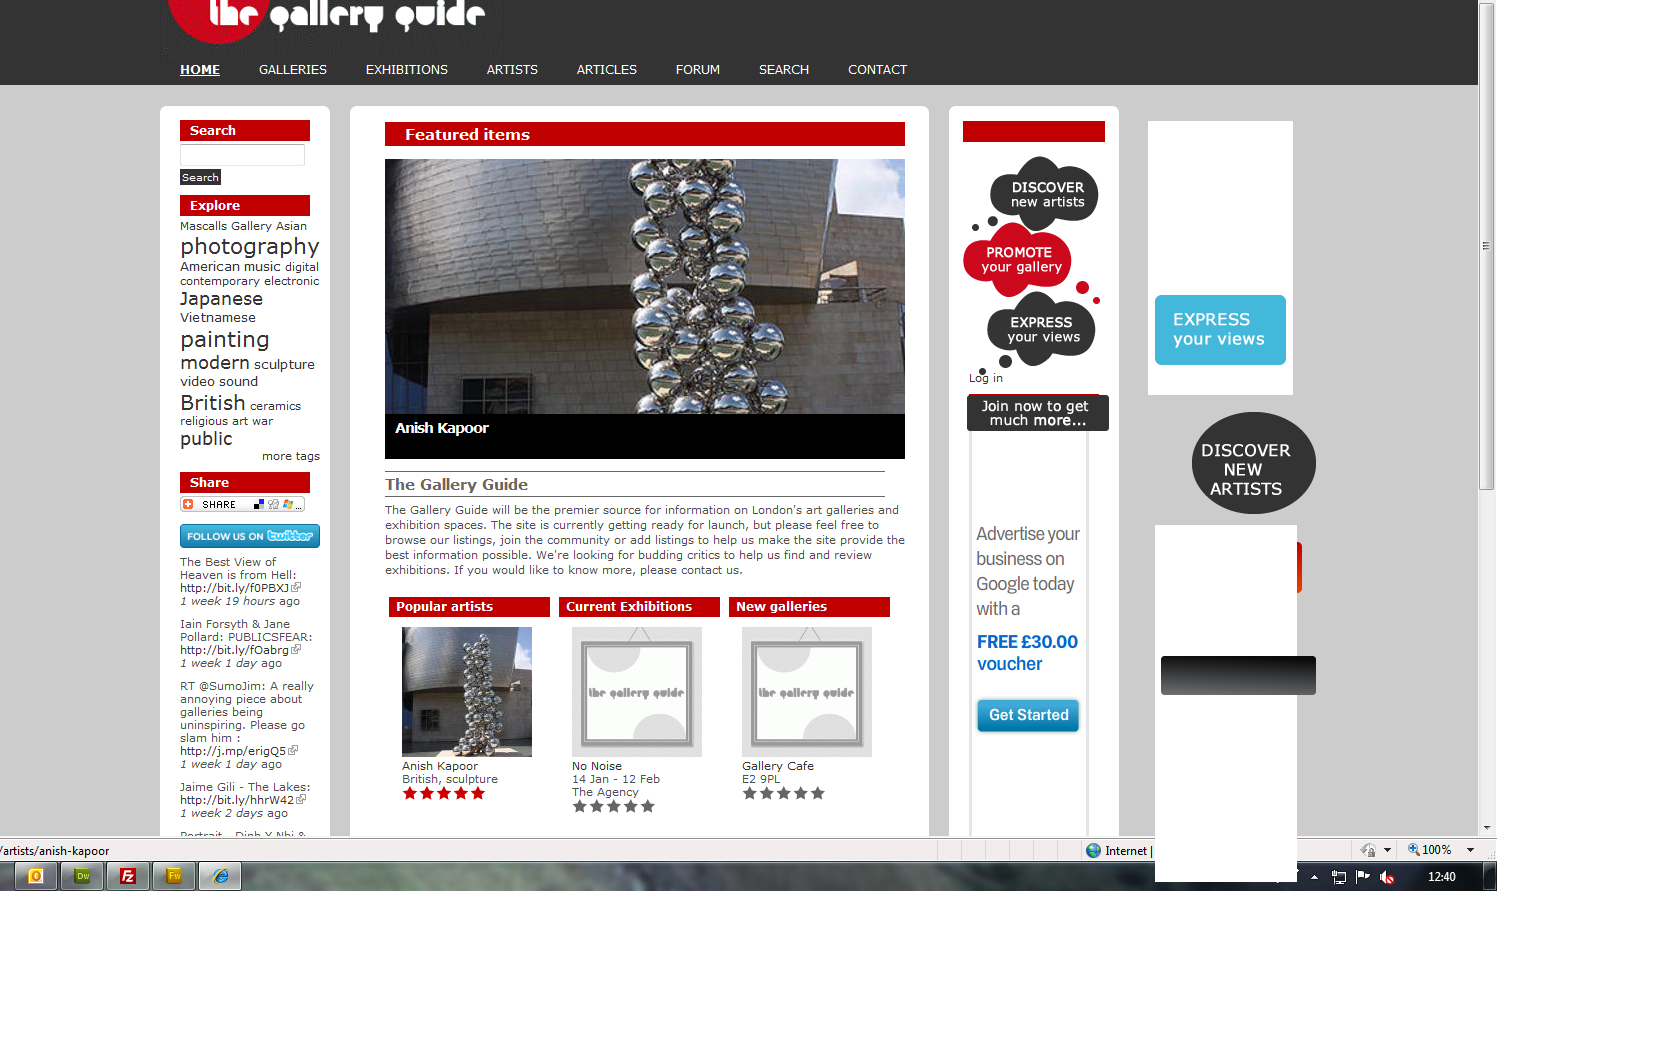 the gallery guide
HOME GALLERIES EXHIBITIONS ARTISTS ARTICLES FORUM SEARCH CONTACT
Search
Search
Explore
Mascalls Gallery Asian
photography
American music digital
contemporary electronic
Japanese
Vietnamese
painting
modern sculpture
video sound
British ceramics
religious art war
public
more tags
Share
SHARE ...
FOLLOW US ON twitter
The Best View of
Heaven is from Hell:
http://bit.ly/f0PBXJ
1 week 19 hours ago
Iain Forsyth & Jane
Pollard: PUBLICSFEAR:
http://bit.ly/fOabrg
1 week 1 day ago
RT @SumoJim: A really
annoying piece about
galleries being
uninspiring. Please go
slam him :
http://j.mp/erigQ5
1 week 1 day ago
Jaime Gili - The Lakes:
http://bit.ly/hhrW42
1 week 2 days ago
Portrait - Dinh Y Nhi &
Featured items
Anish Kapoor
The Gallery Guide
The Gallery Guide will be the premier source for information on London's art galleries and
exhibition spaces. The site is currently getting ready for launch, but please feel free to
browse our listings, join the community or add listings to help us make the site provide the
best information possible. We're looking for budding critics to help us find and review
exhibitions. If you would like to know more, please contact us.
Popular artists
Anish Kapoor
British, sculpture
Current Exhibitions
the gallery guide
No Noise
14 Jan - 12 Feb
The Agency
New galleries
the gallery guide
Gallery Cafe
E2 9PL
DISCOVER
new artists
PROMOTE
your gallery
EXPRESS
your views
Log in
Join now to get
much more...
Advertise your
business on
Google today
with a
FREE £30.00
voucher
Get Started
EXPRESS
your views
DISCOVER
NEW
ARTISTS
/artists/anish-kapoor
Internet |
100%
Dw
Fz
Fw
12:40